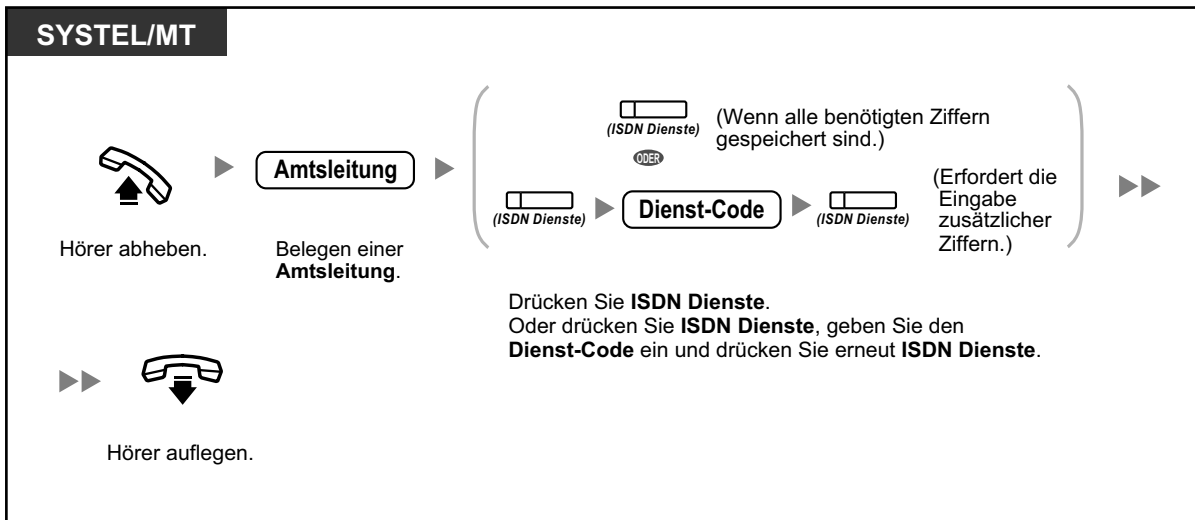 SYSTEL/MT
(ISDN Dienste)
(Wenn alle benötigten Ziffern
gespeichert sind.)
ODER
Amtsleitung
(ISDN Dienste)
Dienst-Code
(ISDN Dienste)
(Erfordert die
Eingabe
zusätzlicher
Ziffern.)
Hörer abheben.
Belegen einer
Amtsleitung.
Drücken Sie ISDN Dienste.
Oder drücken Sie ISDN Dienste, geben Sie den
Dienst-Code ein und drücken Sie erneut ISDN Dienste.
Hörer auflegen.